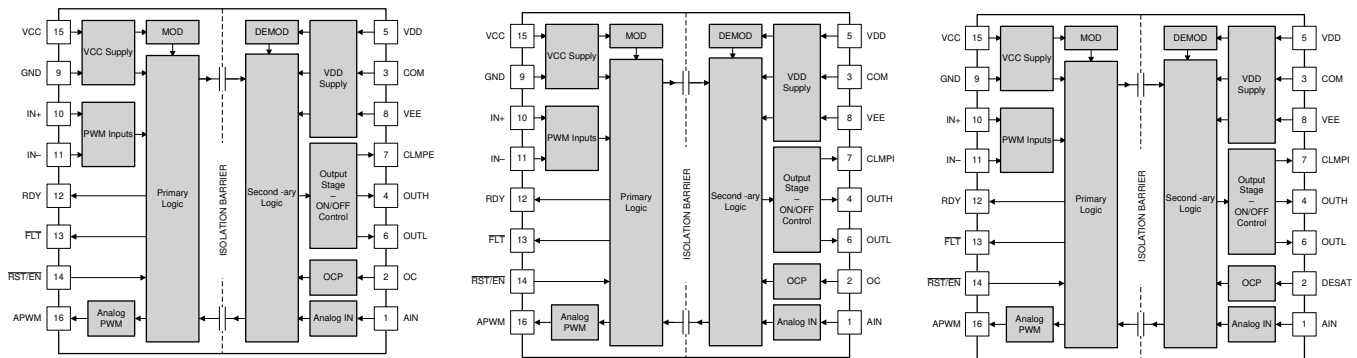 VCC 15 VCC Supply MOD DEMOD 5 VDD
GND 9 VDD Supply 3 COM
IN+ 10 PWM Inputs 8 VEE
IN– 11 7 CLMPE
RDY 12 Primary Logic ISOLATION BARRIER Second -ary Logic Output Stage – ON/OFF Control 4 OUTH
FLT 13 6 OUTL
RST/EN 14 OCP 2 OC
APWM 16 Analog PWM Analog IN 1 AIN
VCC 15 VCC Supply MOD DEMOD 5 VDD
GND 9 VDD Supply 3 COM
IN+ 10 PWM Inputs 8 VEE
IN– 11 7 CLMPI
RDY 12 Primary Logic ISOLATION BARRIER Second -ary Logic Output Stage – ON/OFF Control 4 OUTH
FLT 13 6 OUTL
RST/EN 14 OCP 2 OC
APWM 16 Analog PWM Analog IN 1 AIN
VCC 15 VCC Supply MOD DEMOD 5 VDD
GND 9 VDD Supply 3 COM
IN+ 10 PWM Inputs 8 VEE
IN– 11 7 CLMPI
RDY 12 Primary Logic ISOLATION BARRIER Second -ary Logic Output Stage – ON/OFF Control 4 OUTH
FLT 13 6 OUTL
RST/EN 14 OCP 2 DESAT
APWM 16 Analog PWM Analog IN 1 AIN